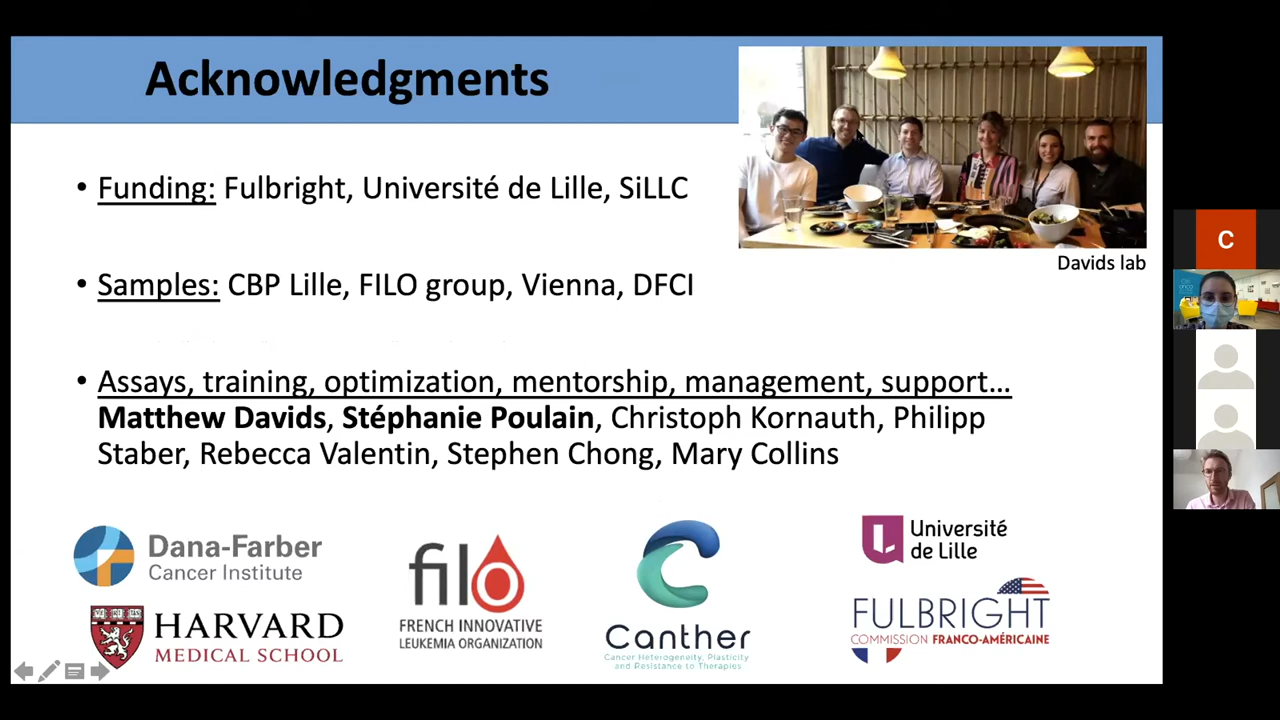 Acknowledgments
• Funding: Fulbright, Université de Lille, SiLLC
• Samples: CBP Lille, FILO group, Vienna, DFCI
Davids lab
• Assays, training, optimization, mentorship, management, support…
Matthew Davids, Stéphanie Poulain, Christoph Kornauth, Philipp
Staber, Rebecca Valentin, Stephen Chong, Mary Collins
Dana-Farber
Cancer Institute
HARVARD
MEDICAL SCHOOL
filo
FRENCH INNOVATIVE
LEUKEMIA ORGANIZATION
Canther
Cancer Heterogeneity, Plasticity
and Resistance to Therapies
Université
de Lille
FULBRIGHT
COMMISSION FRANCO-AMÉRICAINE
C